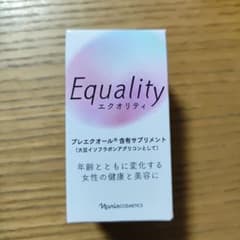 Equality
エクオリティ
プレエクオール® 含有サプリメント
(大豆イソフラボンアグリコンとして)
年齢とともに変化する
女性の健康と美容に
MarinCOSMETICS